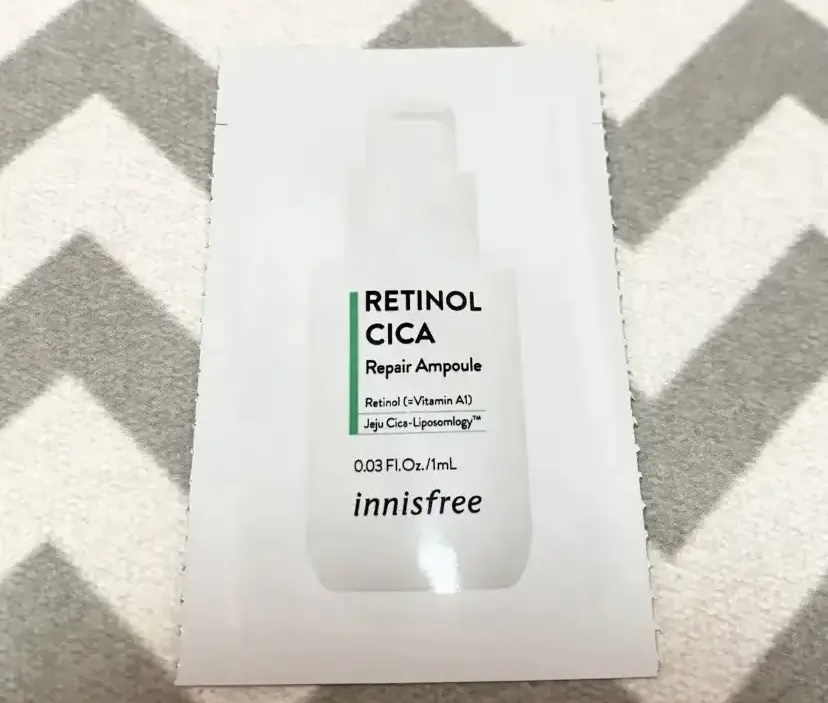 RETINOL
CICA
Repair Ampoule
Retinol (=Vitamin A1)
Jeju Cica-Liposomlogy™
0.03 Fl.Oz./1mL
innisfree